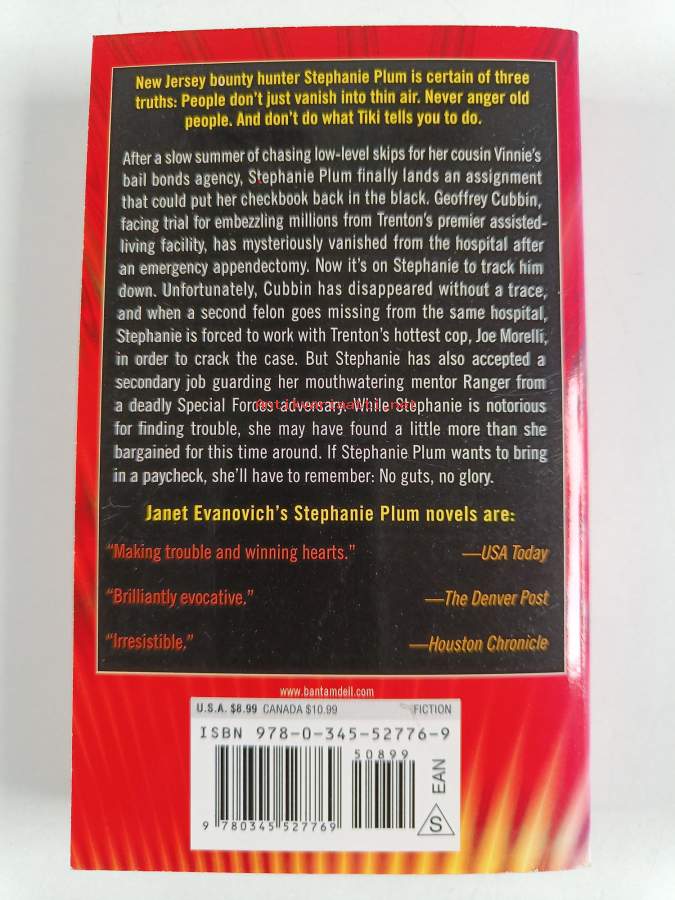 New Jersey bounty hunter Stephanie Plum is certain of three
truths: People don't just vanish into thin air. Never anger old
people. And don't do what Tiki tells you to do.
After a slow summer of chasing low-level skips for her cousin Vinnie's
bail bonds agency, Stephanie Plum finally lands an assignment
that could put her checkbook back in the black. Geoffrey Cubbin,
facing trial for embezzling millions from Trenton's premier assisted-
living facility, has mysteriously vanished from the hospital after
an emergency appendectomy. Now it's on Stephanie to track him
down. Unfortunately, Cubbin has disappeared without a trace,
and when a second felon goes missing from the same hospital,
Stephanie is forced to work with Trenton's hottest cop, Joe Morelli,
in order to crack the case. But Stephanie has also accepted a
secondary job guarding her mouthwatering mentor Ranger from
a deadly Special Forces adversary. While Stephanie is notorious
for finding trouble, she may have found a little more than she
bargained for this time around. If Stephanie Plum wants to bring
in a paycheck, she'll have to remember: No guts, no glory.
Janet Evanovich's Stephanie Plum novels are:
"Making trouble and winning hearts." —USA Today
"Brilliantly evocative." —The Denver Post
"Irresistible." —Houston Chronicle
www.bantamdell.com
U.S.A. $8.99 CANADA $10.99 FICTION
ISBN 978-0-345-52776-9
50899
EAN
S
9 780345 527769